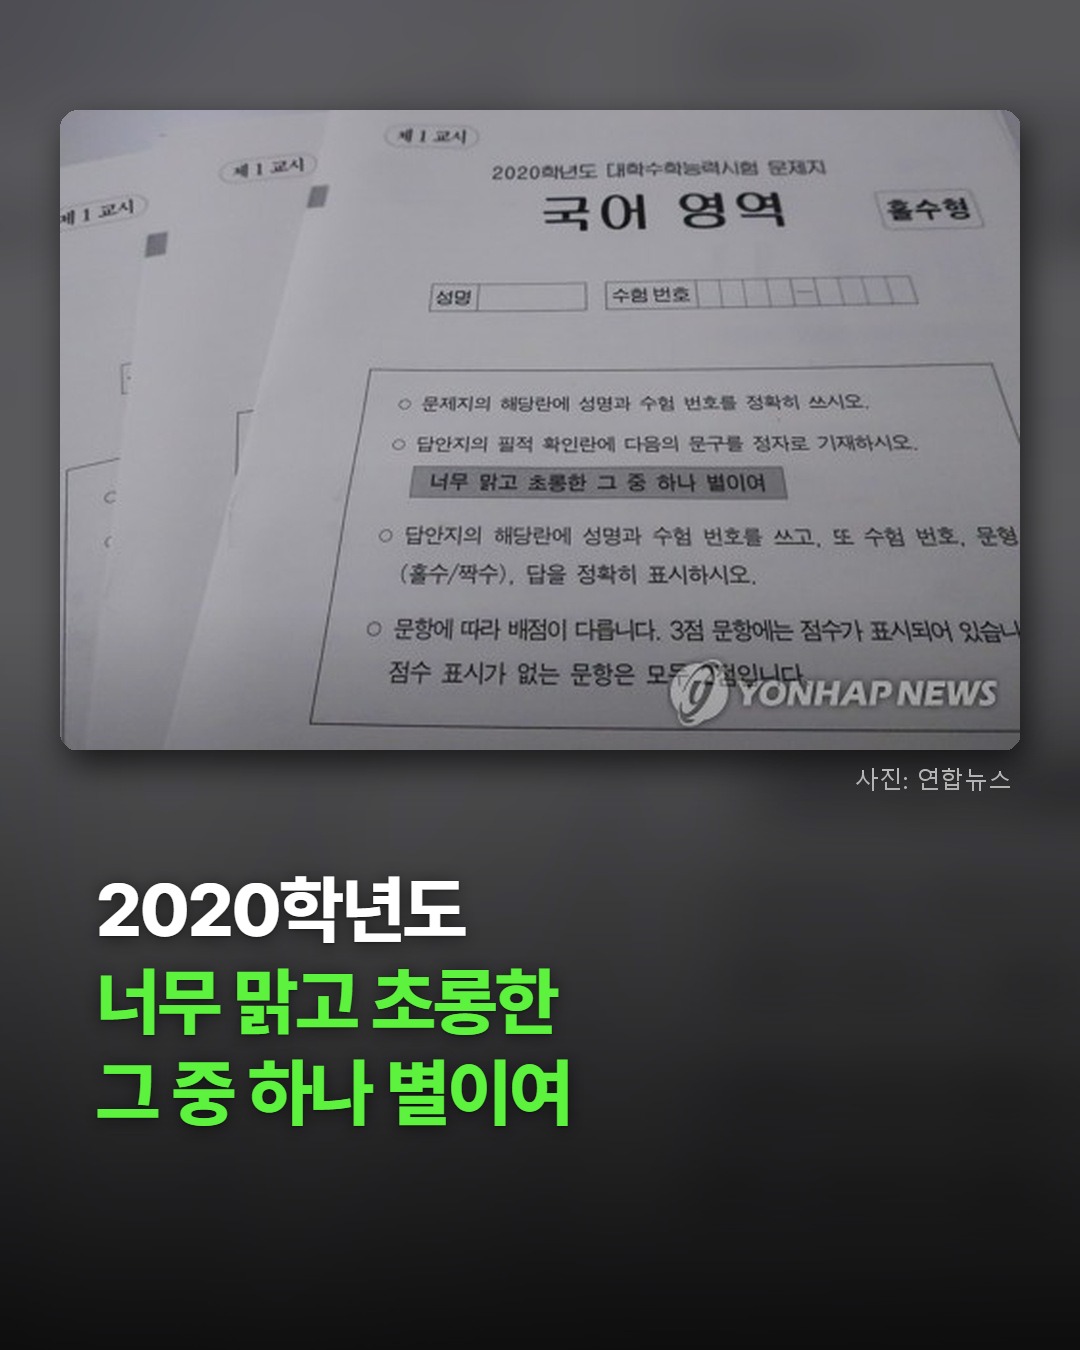 제 1 교시
제 1 교시
제 1 교시
2020학년도 대학수학능력시험 문제지
국어 영역
홀수형
성명
수험 번호
○ 문제지의 해당란에 성명과 수험 번호를 정확히 쓰시오.
○ 답안지의 필적 확인란에 다음의 문구를 정자로 기재하시오.
너무 맑고 초롱한 그 중 하나 별이여
○ 답안지의 해당란에 성명과 수험 번호를 쓰고, 또 수험 번호, 문형
(홀수/짝수), 답을 정확히 표시하시오.
○ 문항에 따라 배점이 다릅니다. 3점 문항에는 점수가 표시되어 있습니
점수 표시가 없는 문항은 모두 2점입니다
YONHAP NEWS
사진: 연합뉴스
2020학년도
너무 맑고 초롱한
그 중 하나 별이여